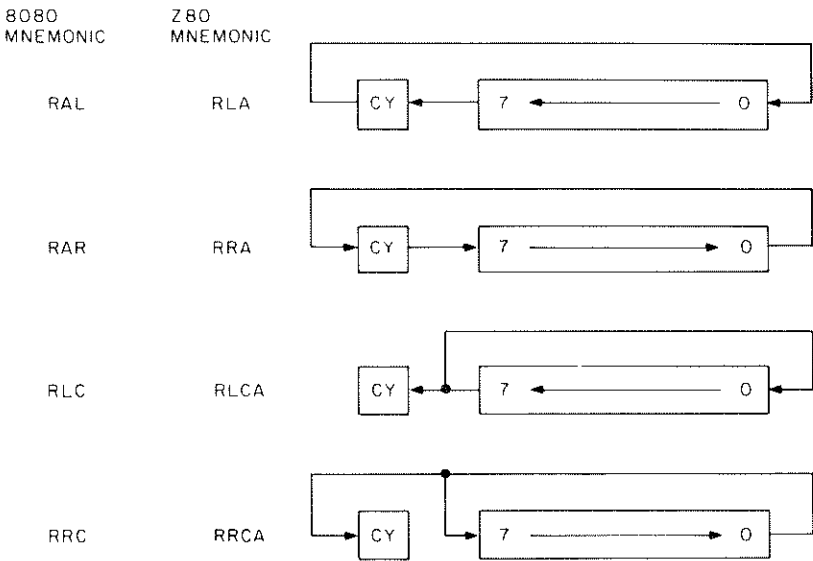 8080 Z80
MNEMONIC MNEMONIC
RAL RLA CY 7 0
RAR RRA CY 7 0
RLC RLCA CY 7 0
RRC RRCA CY 7 0